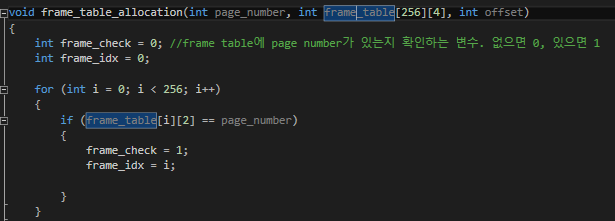 void frame_table_allocation(int page_number, int frame_table[256][4], int offset)
{
int frame_check = 0; //frame table에 page number가 있는지 확인하는 변수. 없으면 0, 있으면 1
int frame_idx = 0;
for (int i = 0; i < 256; i++)
{
if (frame_table[i][2] == page_number)
{
frame_check = 1;
frame_idx = i;
}
}